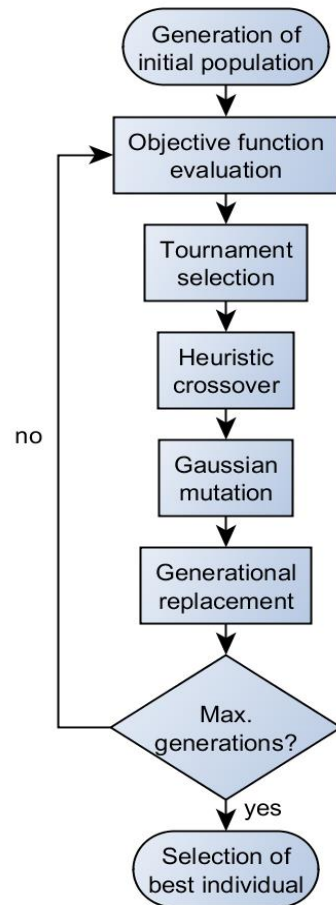 Generation of
initial population
Objective function
evaluation
Tournament
selection
Heuristic
crossover
no
Gaussian
mutation
Generational
replacement
Max.
generations?
yes
Selection of
best individual